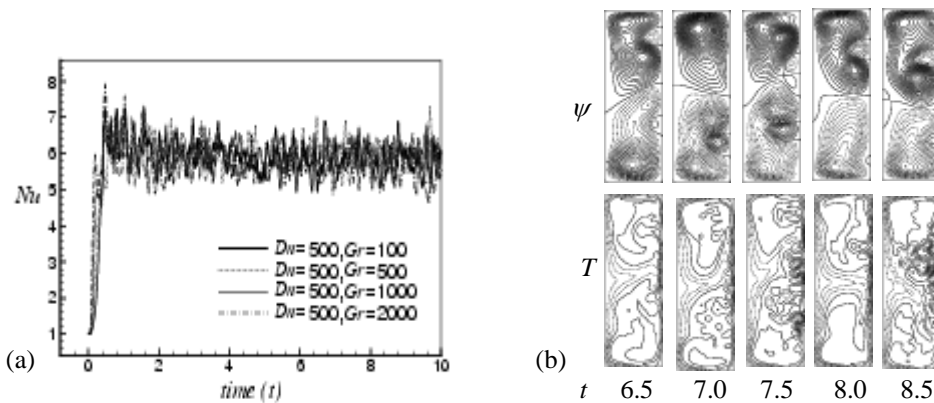 (a)
Nu
8
7
6
5
4
3
2
1
Dn=500,Gr=100
Dn=500,Gr=500
Dn=500,Gr=1000
Dn=500,Gr=2000
0 2 4 6 8 10
time (t)
(b)
ψ
T
t 6.5 7.0 7.5 8.0 8.5